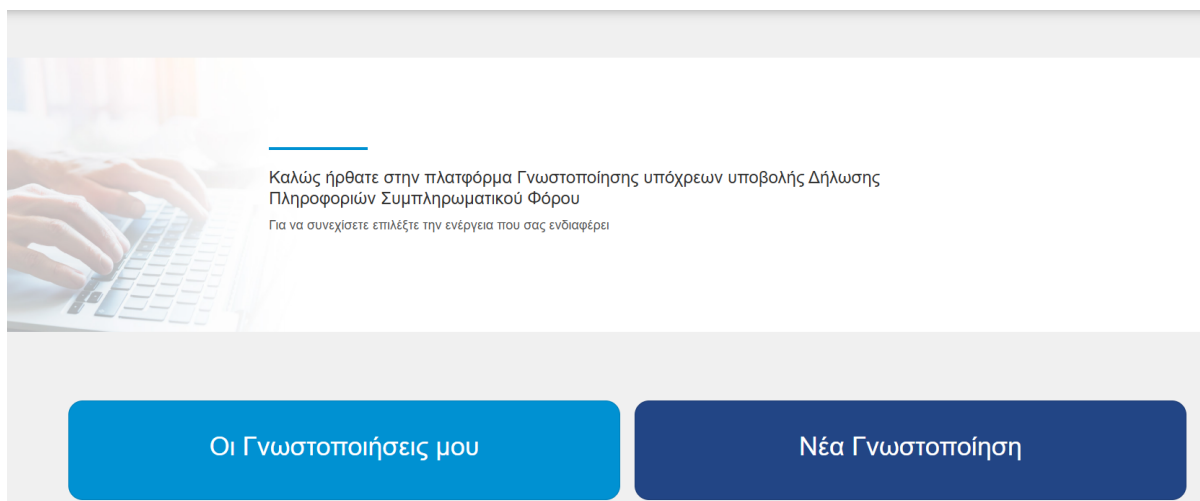 Καλώς ήρθατε στην πλατφόρμα Γνωστοποίησης υπόχρεων υποβολής Δήλωσης
Πληροφοριών Συμπληρωματικού Φόρου
Για να συνεχίσετε επιλέξτε την ενέργεια που σας ενδιαφέρει
Οι Γνωστοποιήσεις μου
Νέα Γνωστοποίηση